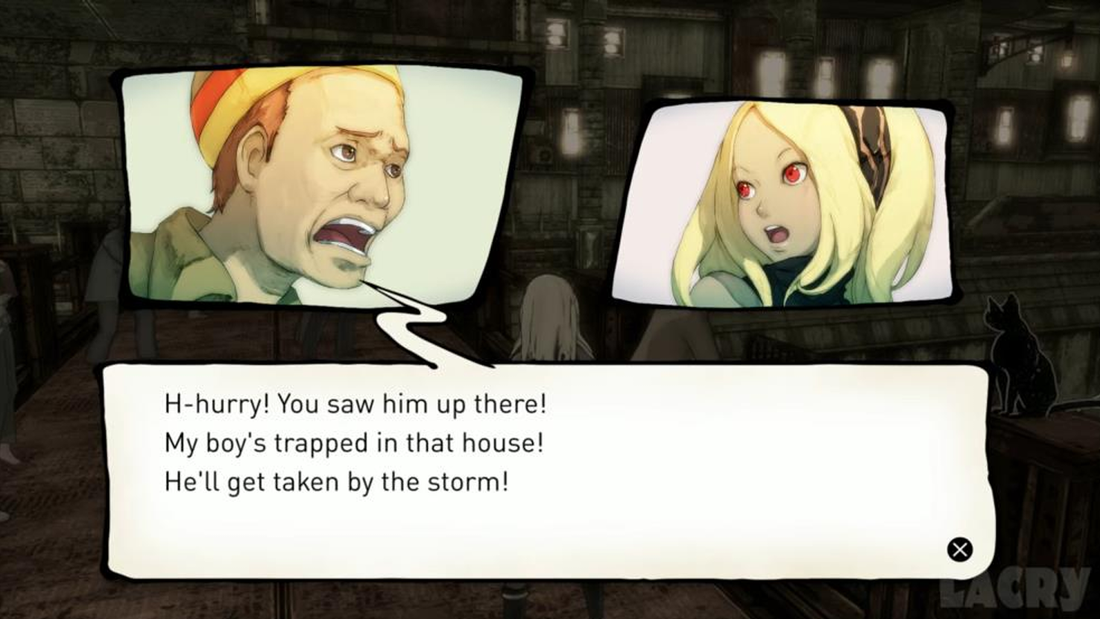 H-hurry! You saw him up there!
My boy's trapped in that house!
He'll get taken by the storm!
LACRY